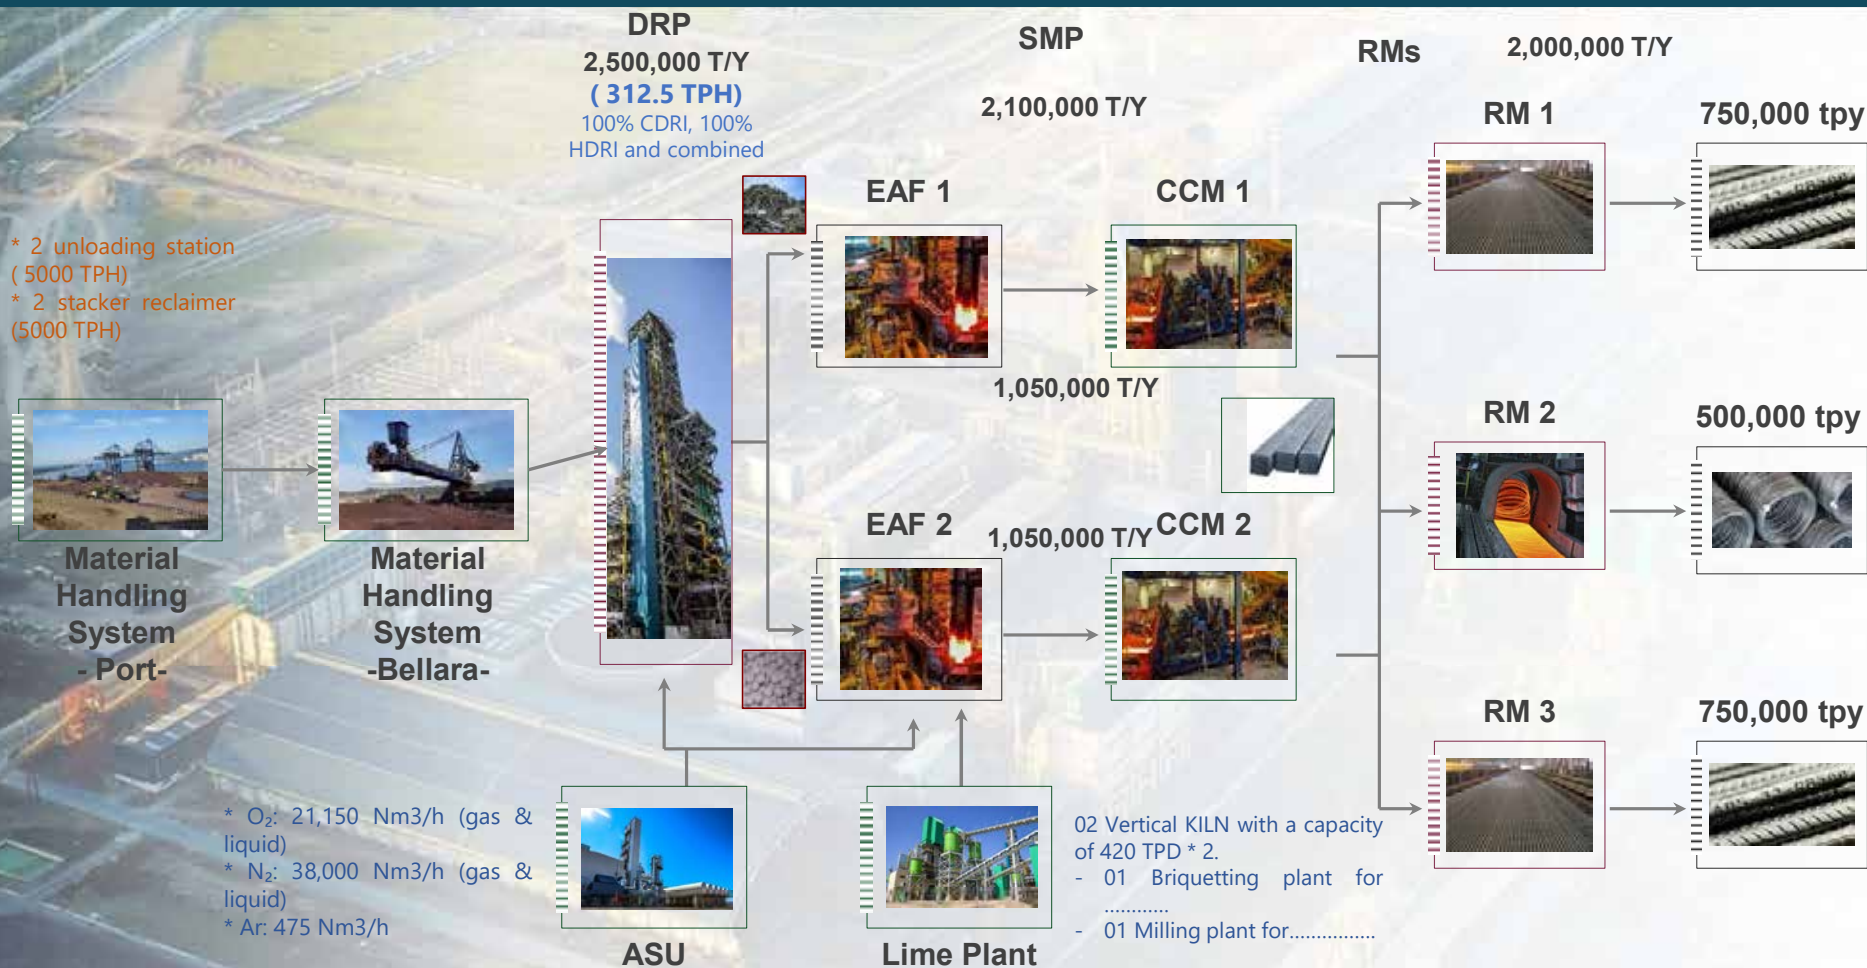 DRP
2,500,000 T/Y
( 312.5 TPH)
100% CDRI, 100%
HDRI and combined
SMP
2,100,000 T/Y
RMs
2,000,000 T/Y
* 2 unloading station
( 5000 TPH)
* 2 stacker reclaimer
(5000 TPH)
Material
Handling
System
- Port-
Material
Handling
System
-Bellara-
EAF 1
CCM 1
1,050,000 T/Y
EAF 2
1,050,000 T/Y
CCM 2
RM 1
750,000 tpy
RM 2
500,000 tpy
RM 3
750,000 tpy
* O₂: 21,150 Nm3/h (gas &
liquid)
* N₂: 38,000 Nm3/h (gas &
liquid)
* Ar: 475 Nm3/h
ASU
Lime Plant
02 Vertical KILN with a capacity
of 420 TPD * 2.
- 01 Briquetting plant for
............
- 01 Milling plant for................